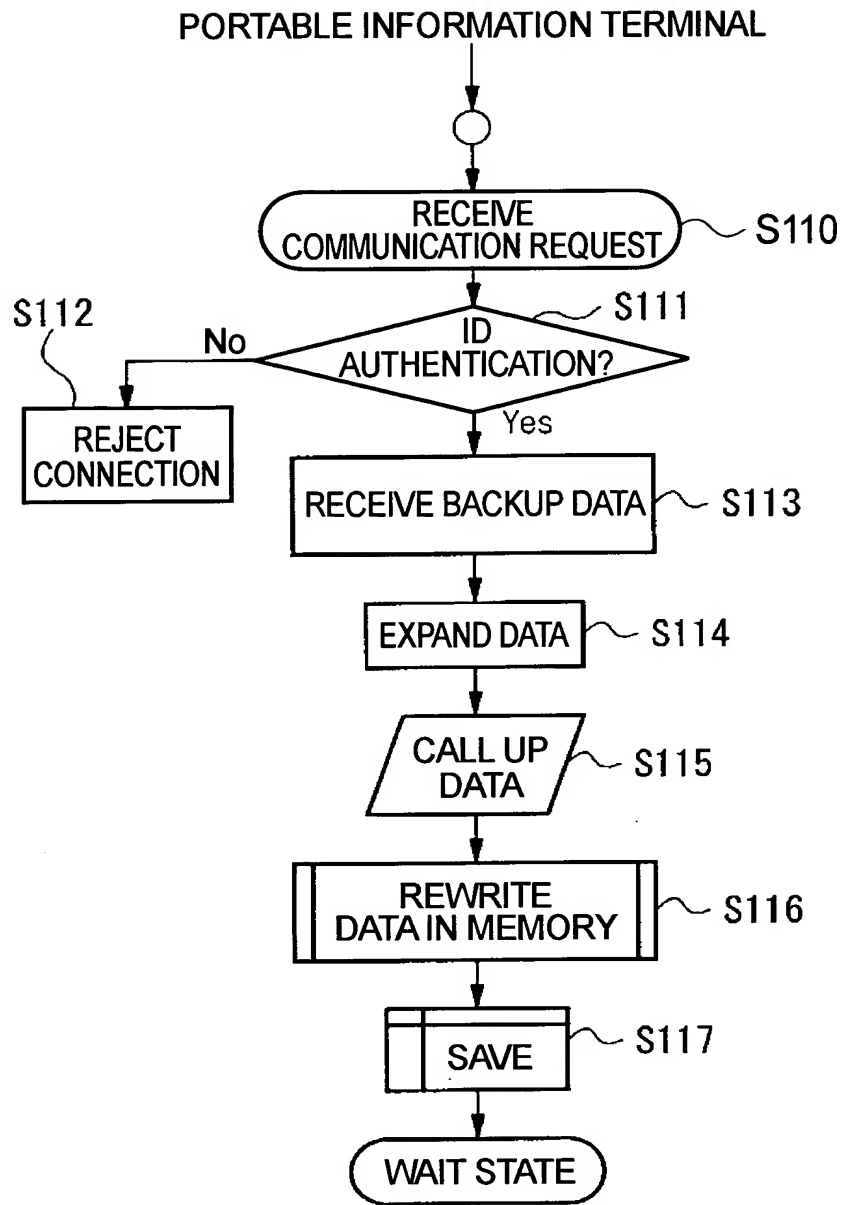 PORTABLE INFORMATION TERMINAL
RECEIVE
COMMUNICATION REQUEST
S110
S111
S112
ID
No
AUTHENTICATION?
Yes
REJECT
CONNECTION
RECEIVE BACKUP DATA
S113
EXPAND DATA
S114
CALL UP
DATA
S115
REWRITE
DATA IN MEMORY
S116
SAVE
S117
WAIT STATE